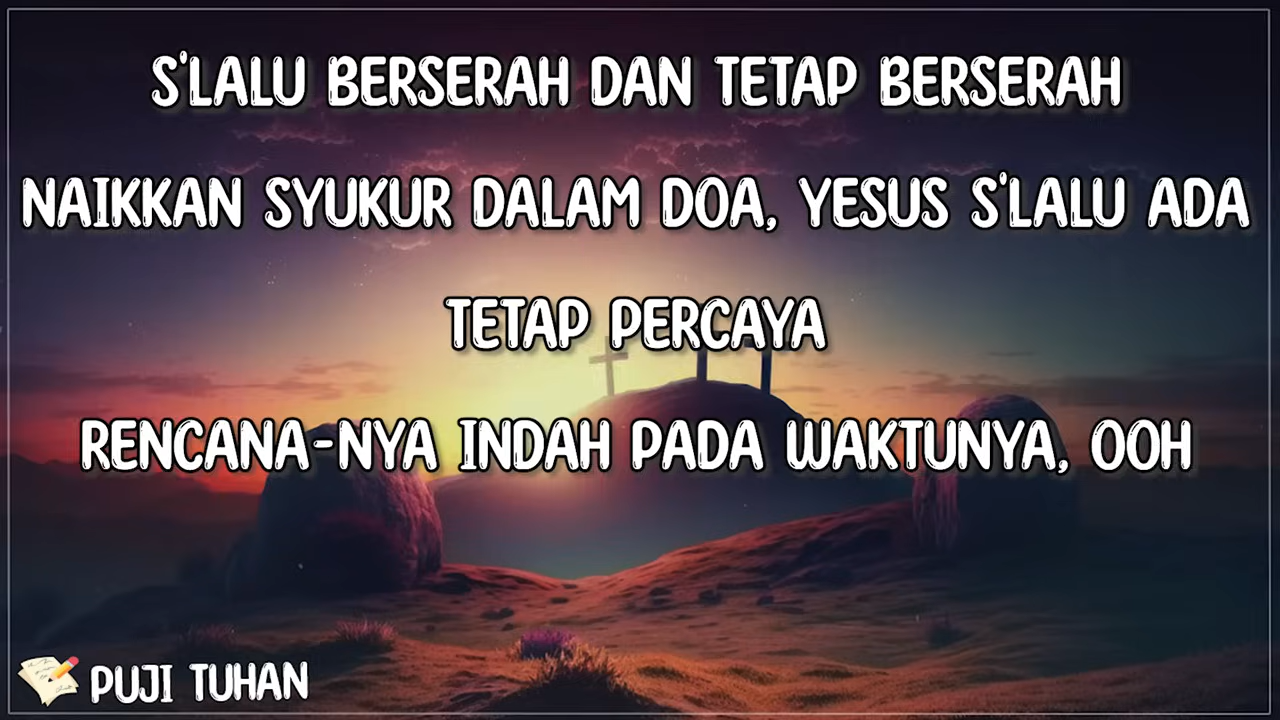 S'LALU BERSERAH DAN TETAP BERSERAH
NAIKKAN SYUKUR DALAM DOA, YESUS S'LALU ADA
TETAP PERCAYA
RENCANA-NYA INDAH PADA WAKTUNYA, OOH
PUJI TUHAN